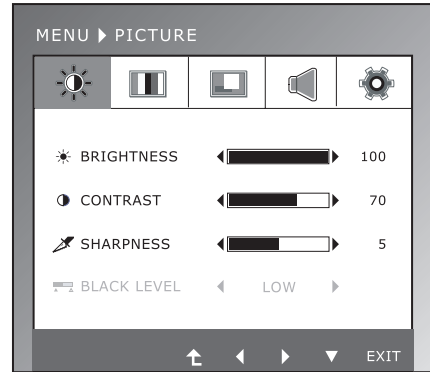 MENU ▶ PICTURE
BRIGHTNESS 100
CONTRAST 70
SHARPNESS 5
BLACK LEVEL LOW
EXIT